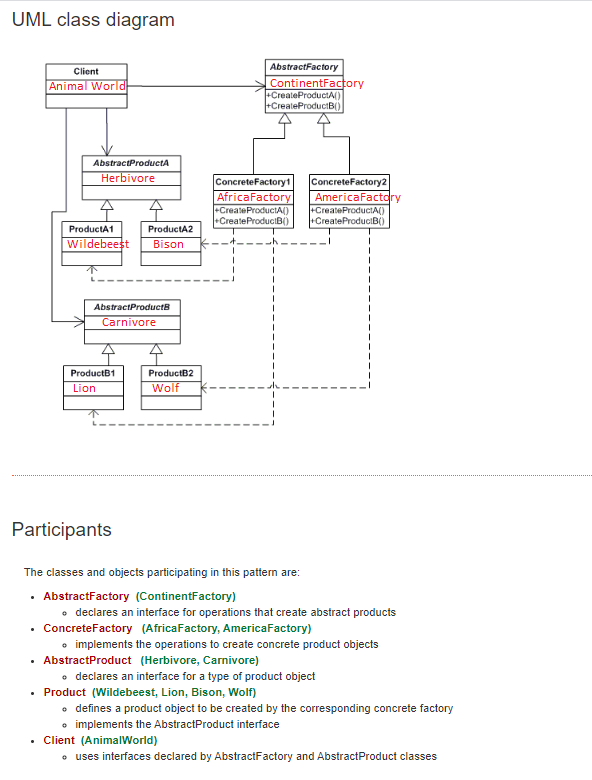 UML class diagram
Client
Animal World
AbstractFactory
ContinentFactory
+CreateProductA()
+CreateProductB()
AbstractProductA
Herbivore
ConcreteFactory1
AfricaFactory
+CreateProductA()
+CreateProductB()
ConcreteFactory2
AmericaFactory
+CreateProductA()
+CreateProductB()
ProductA1
Wildebeest
ProductA2
Bison
AbstractProductB
Carnivore
ProductB1
Lion
ProductB2
Wolf
Participants
The classes and objects participating in this pattern are:
AbstractFactory (ContinentFactory)
declares an interface for operations that create abstract products
ConcreteFactory (AfricaFactory, AmericaFactory)
implements the operations to create concrete product objects
AbstractProduct (Herbivore, Carnivore)
declares an interface for a type of product object
Product (Wildebeest, Lion, Bison, Wolf)
defines a product object to be created by the corresponding concrete factory
implements the AbstractProduct interface
Client (AnimalWorld)
uses interfaces declared by AbstractFactory and AbstractProduct classes